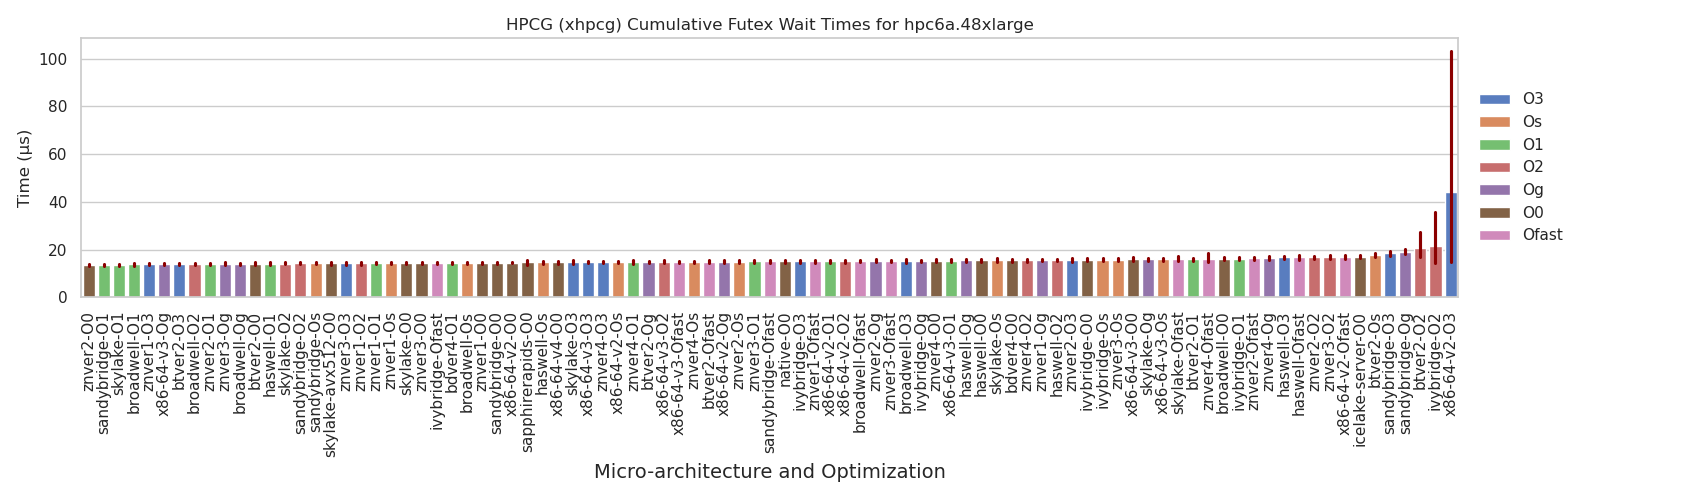 HPCG (xhpcg) Cumulative Futex Wait Times for hpc6a.48xlarge
Time (µs)
100
80
60
40
20
0
znver2-O0
sandybridge-O1
skylake-O1
broadwell-O1
znver1-O3
x86-64-v3-Og
btver2-O3
broadwell-O2
znver2-O1
znver3-Og
broadwell-Og
btver2-O0
haswell-O1
skylake-O2
sandybridge-O2
sandybridge-Os
skylake-avx512-O0
znver3-O3
znver1-O2
znver1-O1
znver1-Os
skylake-O0
znver3-O0
ivybridge-Ofast
bdver4-O1
broadwell-Os
znver1-O0
sandybridge-O0
x86-64-v2-O0
sapphirerapids-O0
haswell-Os
x86-64-v4-O0
skylake-O3
x86-64-v3-O3
znver4-O3
x86-64-v2-Os
znver4-O1
btver2-Og
x86-64-v3-O2
x86-64-v3-Ofast
znver4-Os
btver2-Ofast
x86-64-v2-Og
znver2-Os
znver3-O1
sandybridge-Ofast
native-O0
ivybridge-O3
znver1-Ofast
x86-64-v2-O1
x86-64-v2-O2
broadwell-Ofast
znver2-Og
znver3-Ofast
broadwell-O3
ivybridge-Og
znver4-O0
x86-64-v3-O1
haswell-Og
haswell-O0
skylake-Os
bdver4-O0
znver4-O2
znver1-Og
haswell-O2
znver2-O3
ivybridge-O0
ivybridge-Os
znver3-Os
x86-64-v3-O0
skylake-Og
x86-64-v3-Os
skylake-Ofast
btver2-O1
znver4-Ofast
broadwell-O0
ivybridge-O1
znver2-Ofast
znver4-Og
haswell-O3
haswell-Ofast
znver2-O2
znver3-O2
x86-64-v2-Ofast
icelake-server-O0
btver2-Os
sandybridge-O3
sandybridge-Og
btver2-O2
ivybridge-O2
x86-64-v2-O3
Micro-architecture and Optimization
O3
Os
O1
O2
Og
O0
Ofast